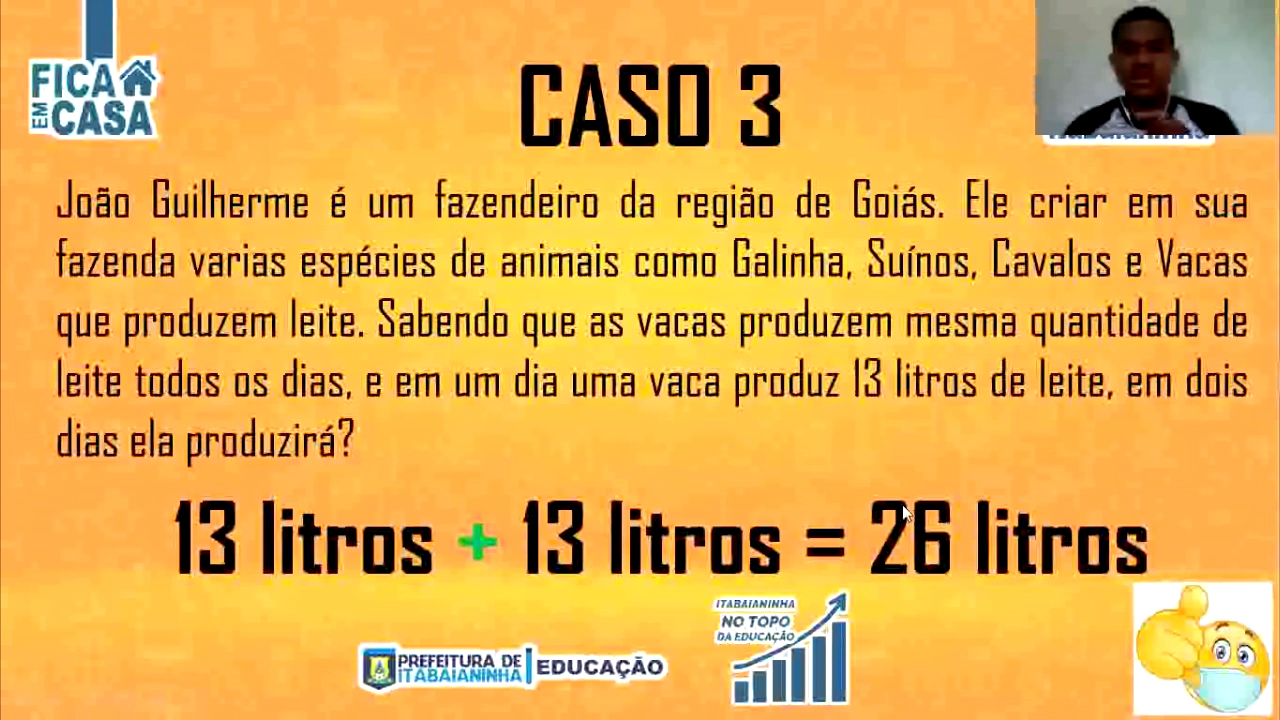 FICA
EM
CASA
CASO 3
João Guilherme é um fazendeiro da região de Goiás. Ele criar em sua
fazenda varias espécies de animais como Galinha, Suínos, Cavalos e Vacas
que produzem leite. Sabendo que as vacas produzem mesma quantidade de
leite todos os dias, e em um dia uma vaca produz 13 litros de leite, em dois
dias ela produzirá?
13 litros + 13 litros = 26 litros
ITABAIANINHA
NO TOPO
DA EDUCAÇÃO
PREFEITURA DE
ITABAIANINHA
EDUCAÇÃO